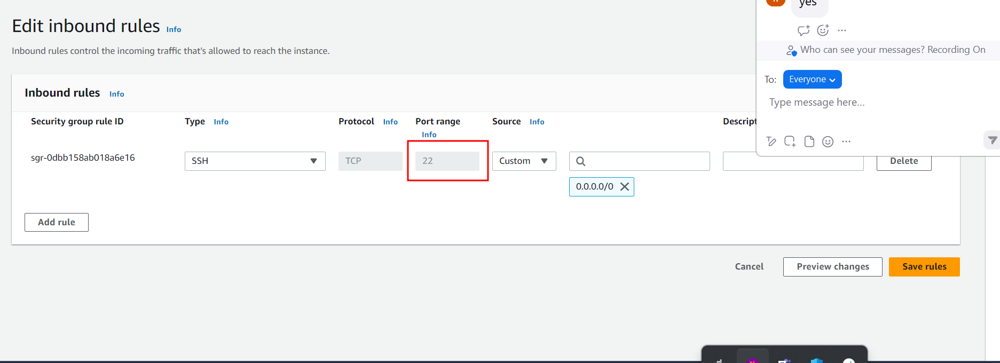 Edit inbound rules Info
Inbound rules control the incoming traffic that's allowed to reach the instance.
Inbound rules Info
Security group rule ID
Type Info
Protocol Info
Port range
Info
Source Info
Descript
sgr-0dbb158ab018a6e16
SSH
TCP
22
Custom
0.0.0.0/0
Delete
Add rule
Cancel
Preview changes
Save rules
yes
Who can see your messages? Recording On
To: Everyone
Type message here...